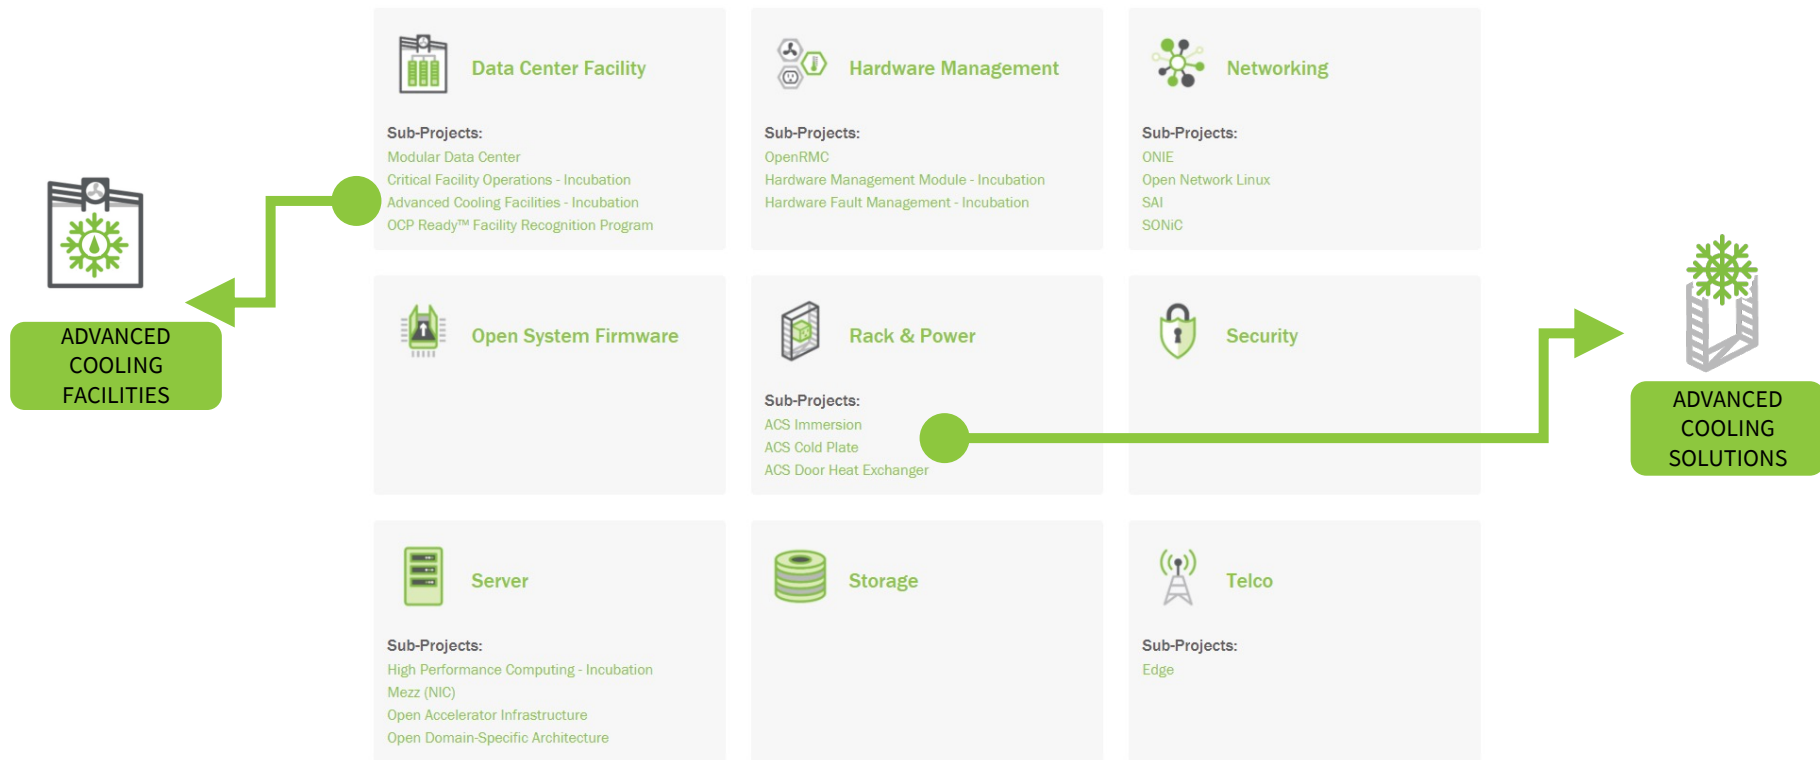 Data Center Facility
Sub-Projects:
Modular Data Center
Critical Facility Operations - Incubation
Advanced Cooling Facilities - Incubation
OCP Ready™ Facility Recognition Program
Hardware Management
Sub-Projects:
OpenRMC
Hardware Management Module - Incubation
Hardware Fault Management - Incubation
Networking
Sub-Projects:
ONIE
Open Network Linux
SAI
SONiC
ADVANCED
COOLING
FACILITIES
Open System Firmware
Rack & Power
Sub-Projects:
ACS Immersion
ACS Cold Plate
ACS Door Heat Exchanger
Security
ADVANCED
COOLING
SOLUTIONS
Server
Sub-Projects:
High Performance Computing - Incubation
Mezz (NIC)
Open Accelerator Infrastructure
Open Domain-Specific Architecture
Storage
Telco
Sub-Projects:
Edge